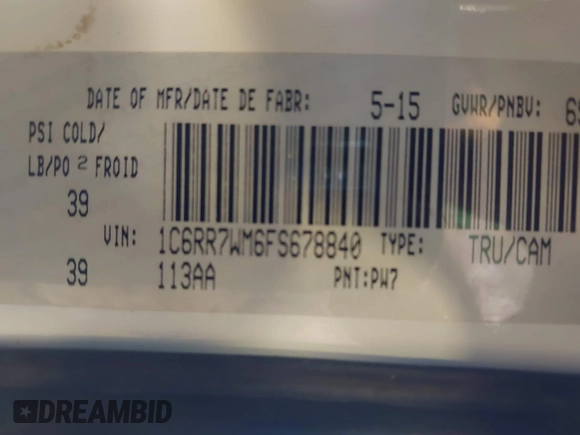 DATE OF MFR/DATE DE FABR: 5-15 GVWR/PNBV:
PSI COLD/
LB/PO 2 FROID
39
VIN: 1C6RR7WM6FS678840 TYPE: TRU/CAM
39 113AA PNT:PW7
DREAMBID